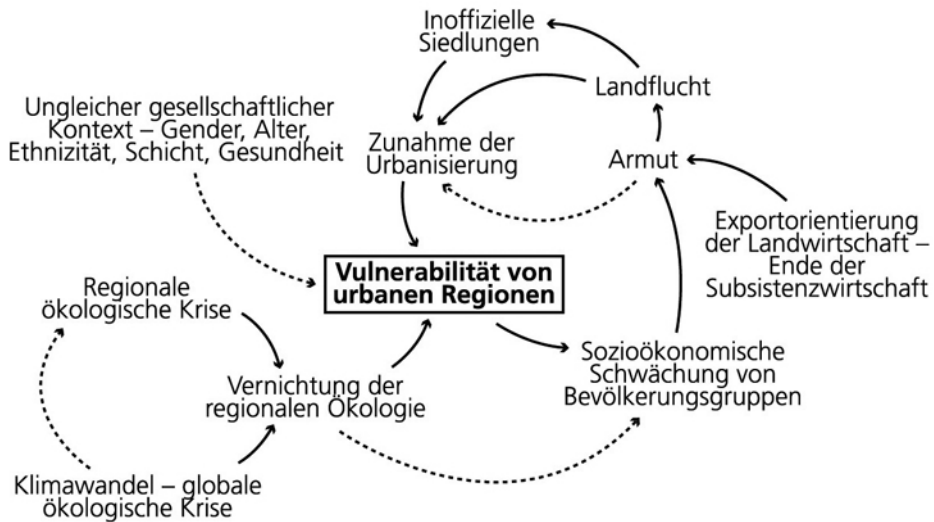 Inoffizielle
Siedlungen
Landflucht
Ungleicher gesellschaftlicher
Kontext – Gender, Alter,
Ethnizität, Schicht, Gesundheit
Zunahme der
Urbanisierung
Armut
Exportorientierung
der Landwirtschaft –
Ende der
Subsistenzwirtschaft
Vulnerabilität von
urbanen Regionen
Regionale
ökologische Krise
Sozioökonomische
Schwächung von
Bevölkerungsgruppen
Vernichtung der
regionalen Ökologie
Klimawandel – globale
ökologische Krise